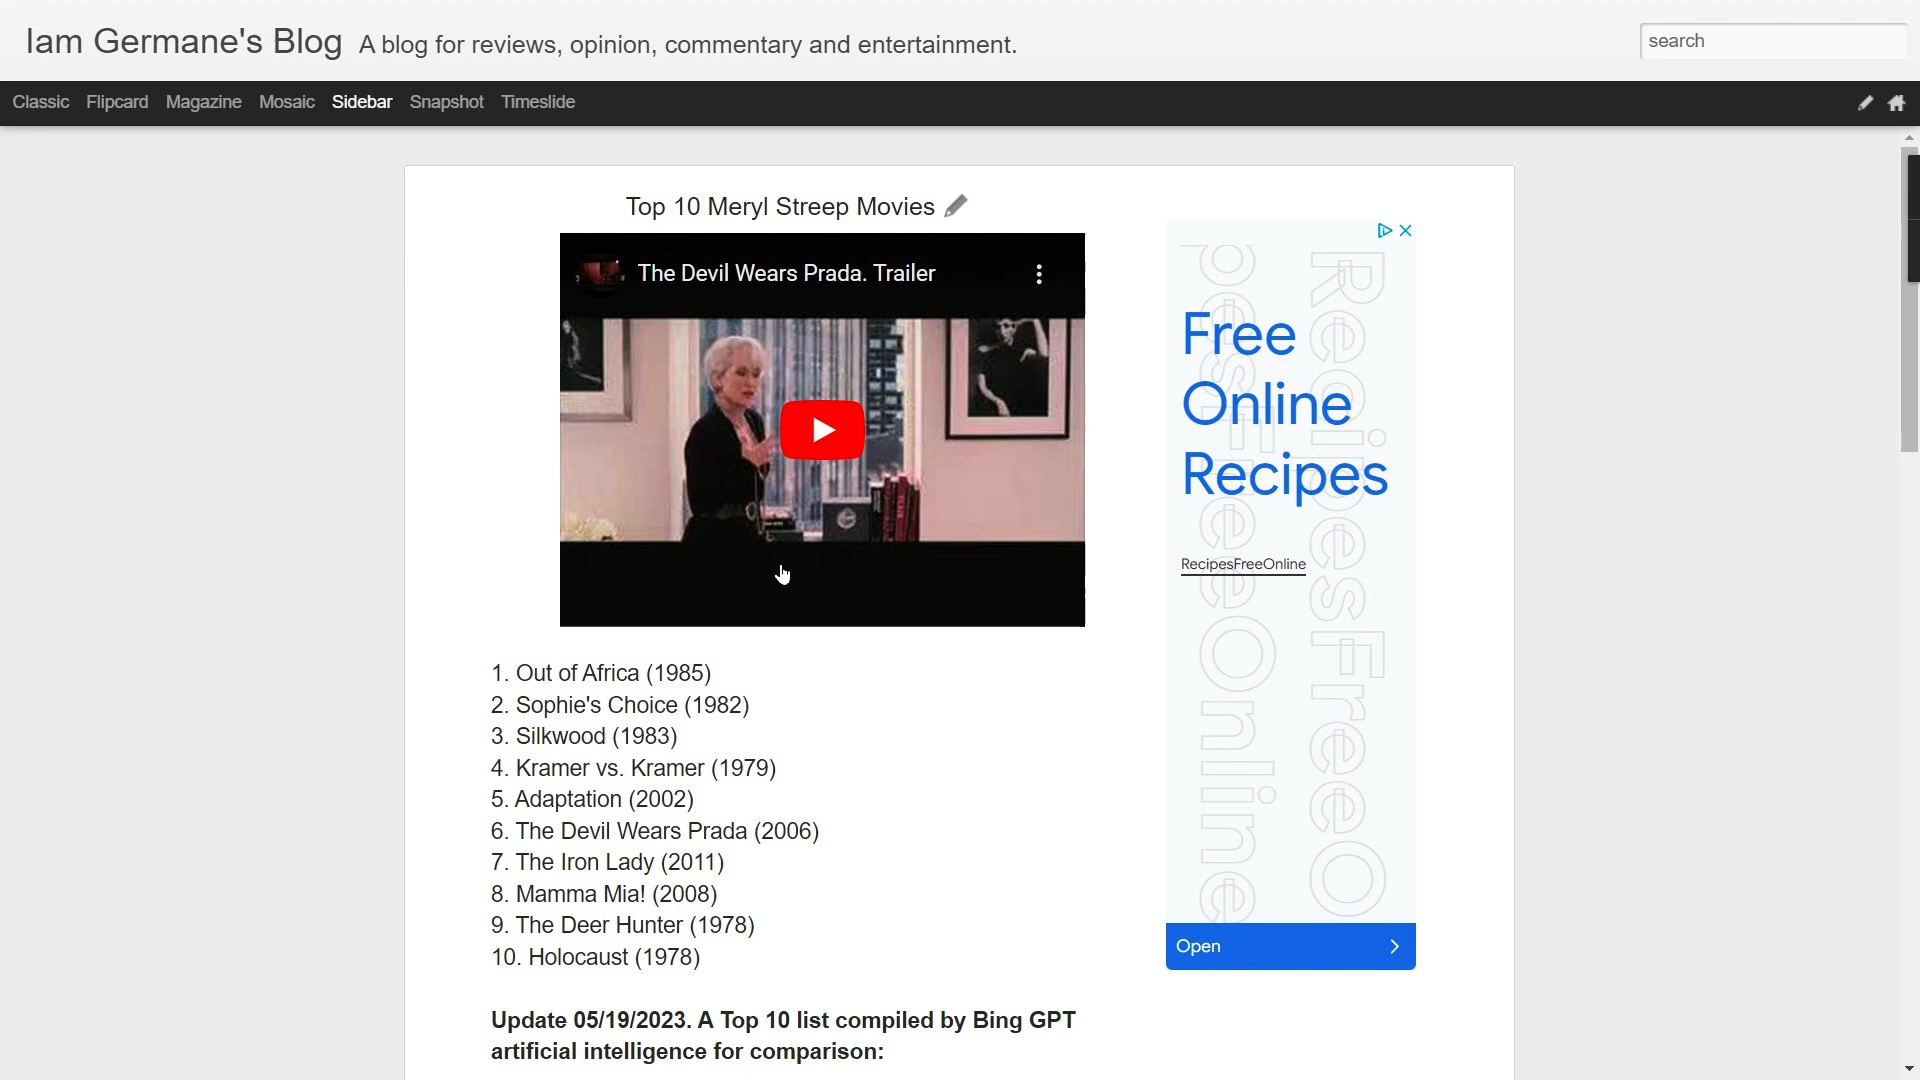 Iam Germane's Blog A blog for reviews, opinion, commentary and entertainment.
search
Classic Flipcard Magazine Mosaic Sidebar Snapshot Timeslide
Top 10 Meryl Streep Movies
The Devil Wears Prada. Trailer
1. Out of Africa (1985)
2. Sophie's Choice (1982)
3. Silkwood (1983)
4. Kramer vs. Kramer (1979)
5. Adaptation (2002)
6. The Devil Wears Prada (2006)
7. The Iron Lady (2011)
8. Mamma Mia! (2008)
9. The Deer Hunter (1978)
10. Holocaust (1978)
Update 05/19/2023. A Top 10 list compiled by Bing GPT
artificial intelligence for comparison:
Free
Online
Recipes
RecipesFreeOnline
pesFreeOnline
RecipesFreeO
Open